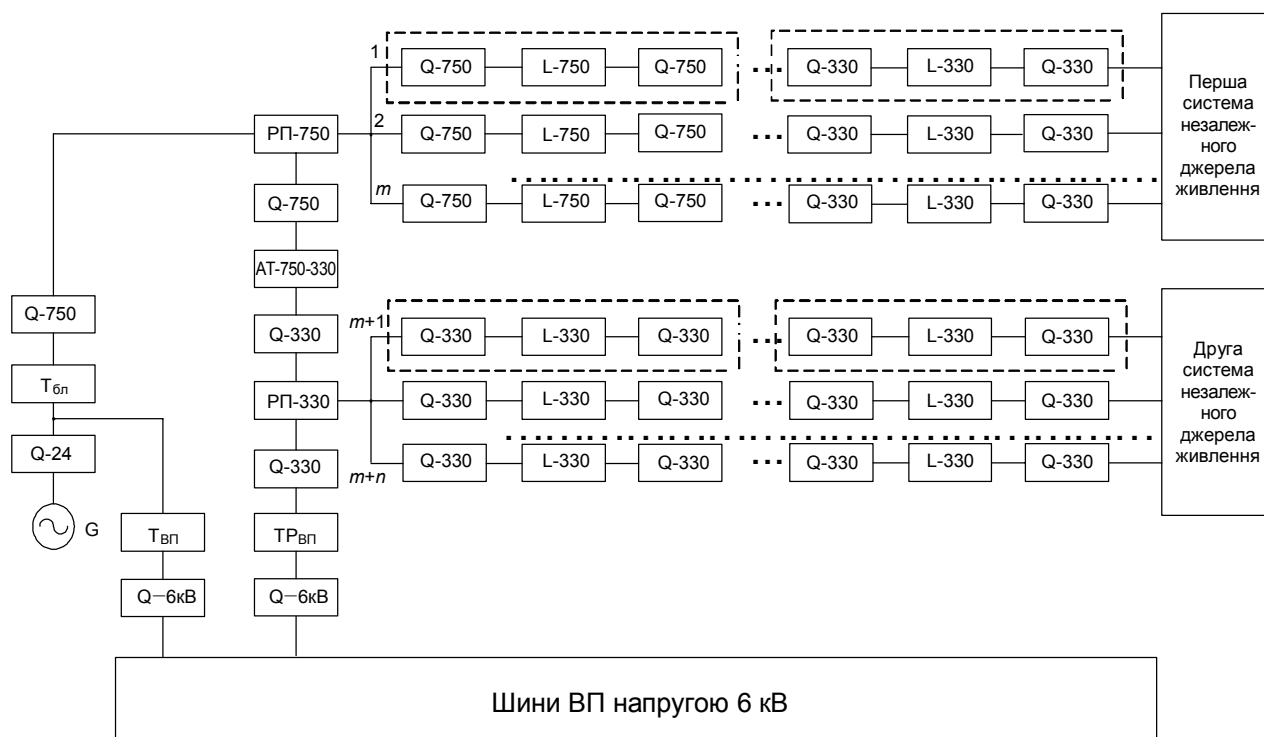 1
Q-750
L-750
Q-750
Q-330
L-330
Q-330
Перша
система
незалеж-
ного
джерела
живлення
РП-750
2
Q-750
L-750
Q-750
Q-330
L-330
Q-330
m
Q-750
L-750
Q-750
Q-330
L-330
Q-330
Q-750
АТ-750-330
Q-750
Q-330
m+1
Q-330
L-330
Q-330
Q-330
L-330
Q-330
Друга
система
незалеж-
ного
джерела
живлення
Тбл
РП-330
Q-330
L-330
Q-330
Q-330
L-330
Q-330
Q-24
Q-330
m+n
Q-330
L-330
Q-330
Q-330
L-330
Q-330
G
ТВП
ТРВП
Q–6кВ
Q–6кВ
Шини ВП напругою 6 кВ